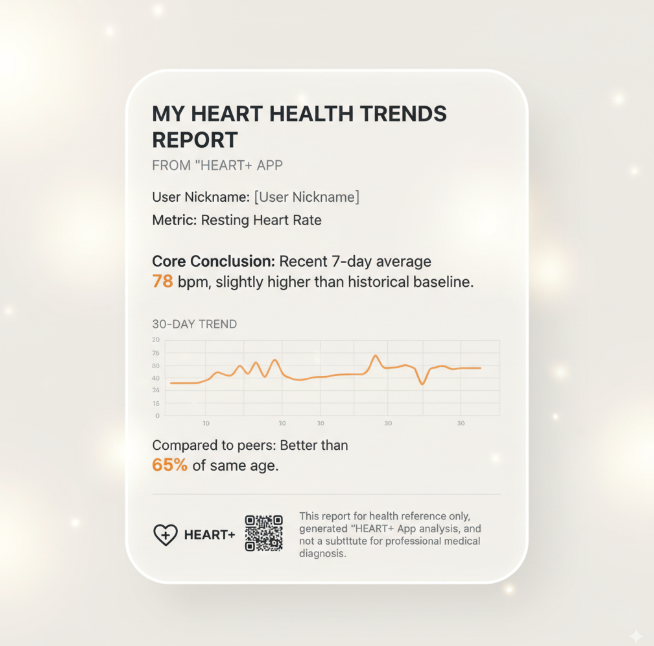 MY HEART HEALTH TRENDS
REPORT
FROM "HEART+ APP
User Nickname: [User Nickname]
Metric: Resting Heart Rate
Core Conclusion: Recent 7-day average
78 bpm, slightly higher than historical baseline.
30-DAY TREND
20
76
60
40
26
15
0
10 30 10 30 30
Compared to peers: Better than
65% of same age.
HEART+
This report for health reference only,
generated "HEART+ App analysis, and
not a subtttute for professional medical
diagnosis.